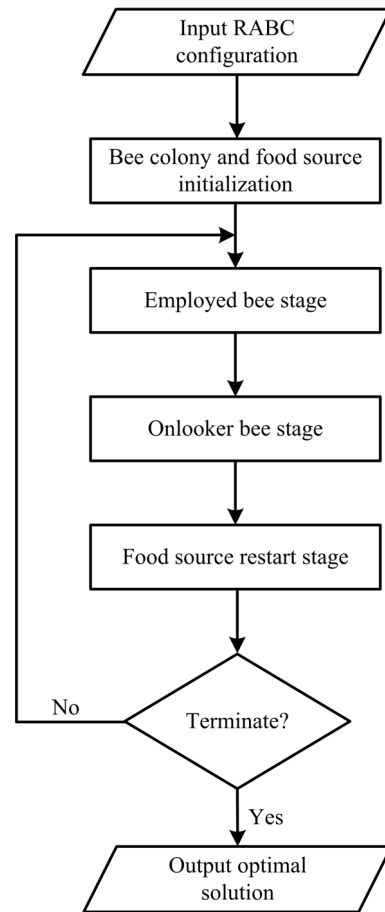 Input RABC
configuration
Bee colony and food source
initialization
Employed bee stage
Onlooker bee stage
Food source restart stage
Terminate?
No
Yes
Output optimal
solution